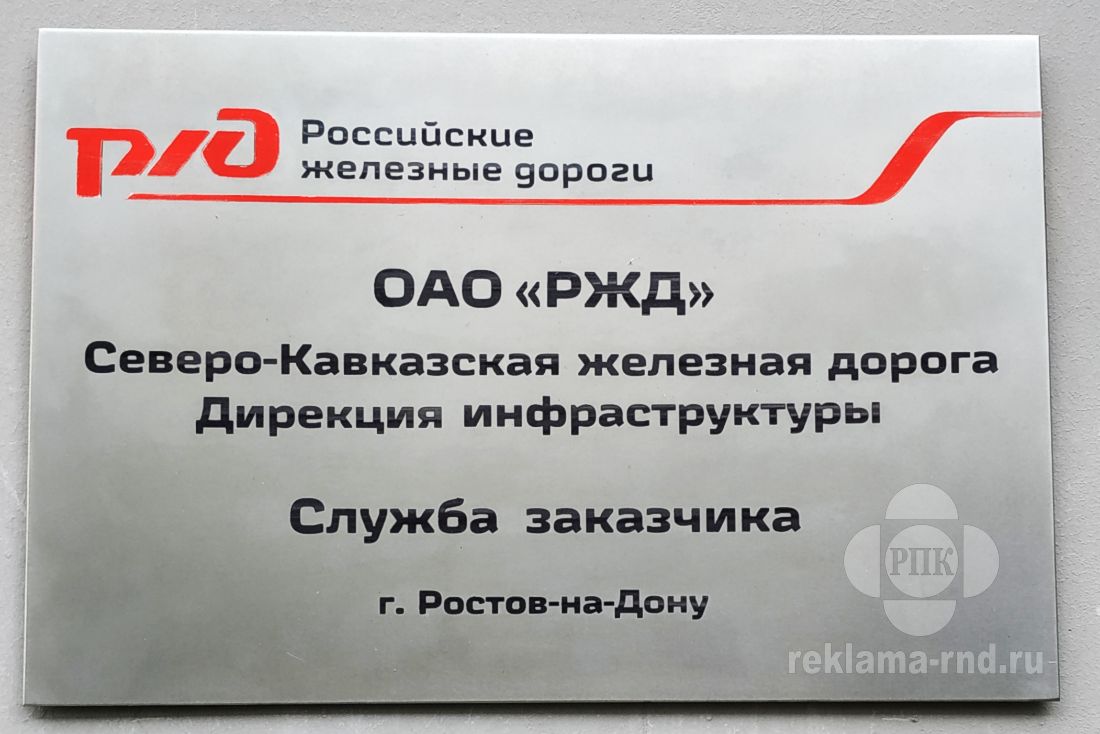 ржд Российские
железные дороги
ОАО «РЖД»
Северо-Кавказская железная дорога
Дирекция инфраструктуры
Служба заказчика
г. Ростов-на-Дону
РПК
reklama-rnd.ru